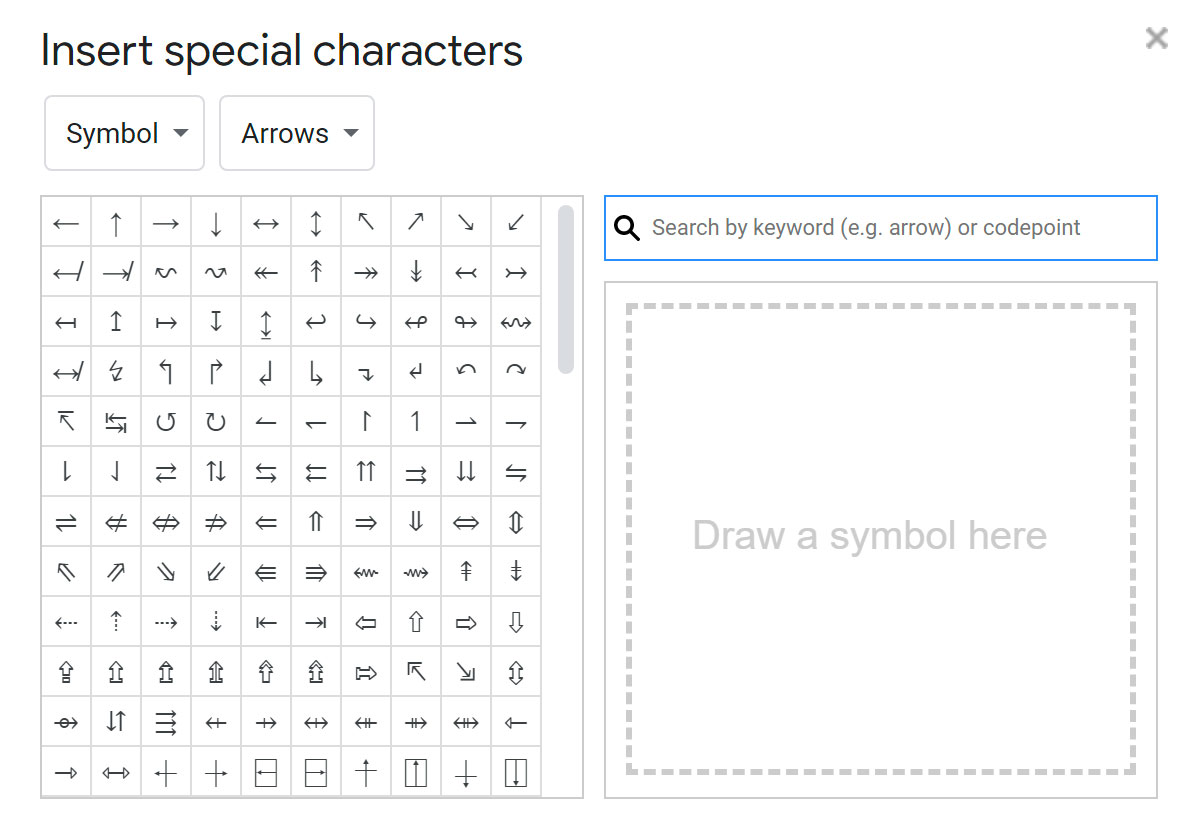 Insert special characters
Symbol Arrows
Search by keyword (e.g. arrow) or codepoint
← ↑ → ↓ ↔ ↕ ↖ ↗ ↘ ↙
↚ ↛ ↜ ↝ ↞ ↟ ↠ ↡ ↢ ↣
↤ ↥ ↦ ↧ ↨ ↩ ↪ ↫ ↬ ↭
↮ ↯ ↰ ↱ ↲ ↳ ↴ ↵ ↶ ↷
↸ ↹ ↺ ↻ ↼ ↽ ↾ ↿ ⇀ ⇁
⇂ ⇃ ⇄ ⇅ ⇆ ⇇ ⇈ ⇉ ⇊ ⇋
⇌ ⇍ ⇎ ⇏ ⇐ ⇑ ⇒ ⇓ ⇔ ⇕
⇖ ⇗ ⇘ ⇙ ⇚ ⇛ ⇜ ⇝ ⇞ ⇟
⇠ ⇡ ⇢ ⇣ ⇤ ⇥ ⇦ ⇧ ⇨ ⇩
⇪ ⇫ ⇬ ⇭ ⇮ ⇯ ⇰ ⇱ ⇲ ⇳
⇴ ⇵ ⇶ ⇷ ⇸ ⇹ ⇺ ⇻ ⇼ ⇽
⇾ ⇿ ⍅ ⍆ ⍇ ⍈ ⍏ ⍐ ⍖ ⍗
Draw a symbol here